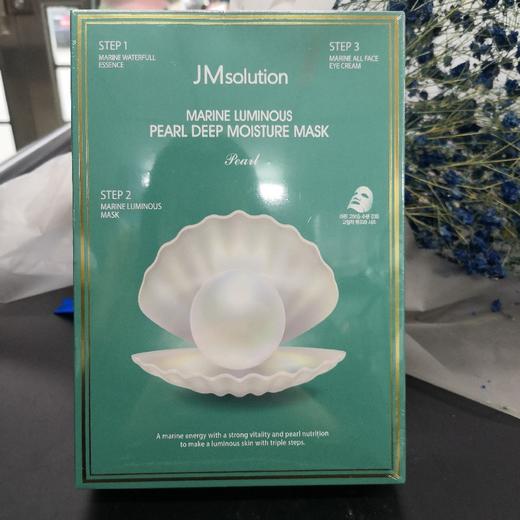 STEP 1
MARINE WATERFULL
ESSENCE
STEP 3
MARINE ALL FACE
EYE CREAM
JMsolution
MARINE LUMINOUS
PEARL DEEP MOISTURE MASK
Pearl
STEP 2
MARINE LUMINOUS
MASK
A marine energy with a strong vitality and pearl nutrition
to make a luminous skin with triple steps.